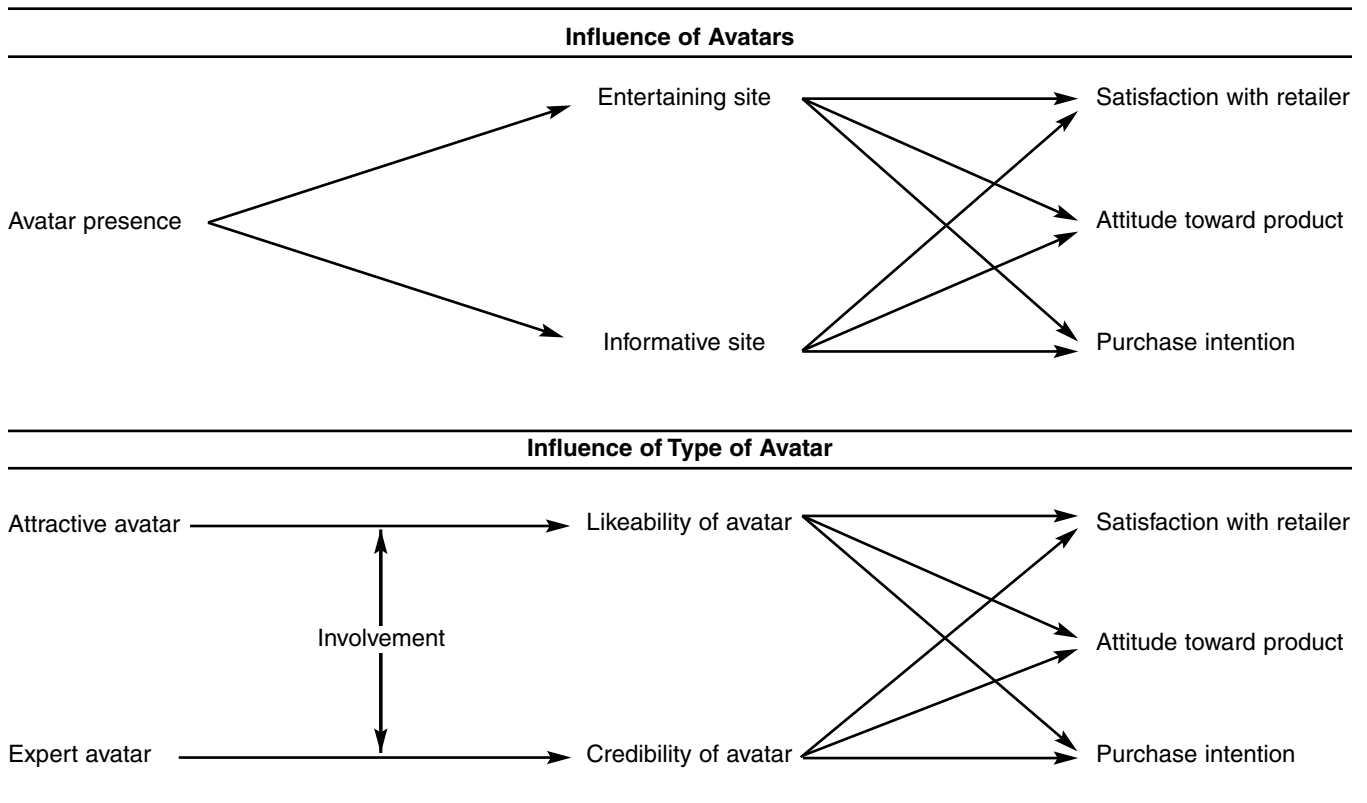 Influence of Avatars
Entertaining site
Satisfaction with retailer
Avatar presence
Attitude toward product
Informative site
Purchase intention
Influence of Type of Avatar
Attractive avatar
Likeability of avatar
Satisfaction with retailer
Involvement
Attitude toward product
Expert avatar
Credibility of avatar
Purchase intention